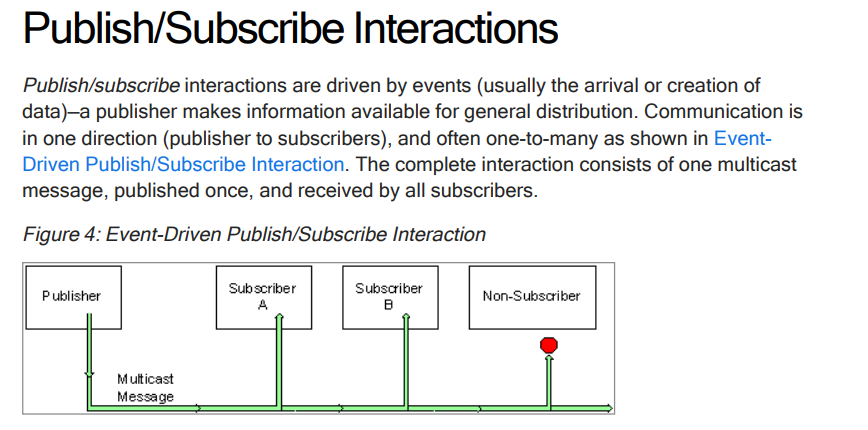 Publish/Subscribe Interactions
Publish/subscribe interactions are driven by events (usually the arrival or creation of
data)—a publisher makes information available for general distribution. Communication is
in one direction (publisher to subscribers), and often one-to-many as shown in Event-
Driven Publish/Subscribe Interaction. The complete interaction consists of one multicast
message, published once, and received by all subscribers.
Figure 4: Event-Driven Publish/Subscribe Interaction
Publisher
Subscriber
A
Subscriber
B
Non-Subscriber
Multicast
Message